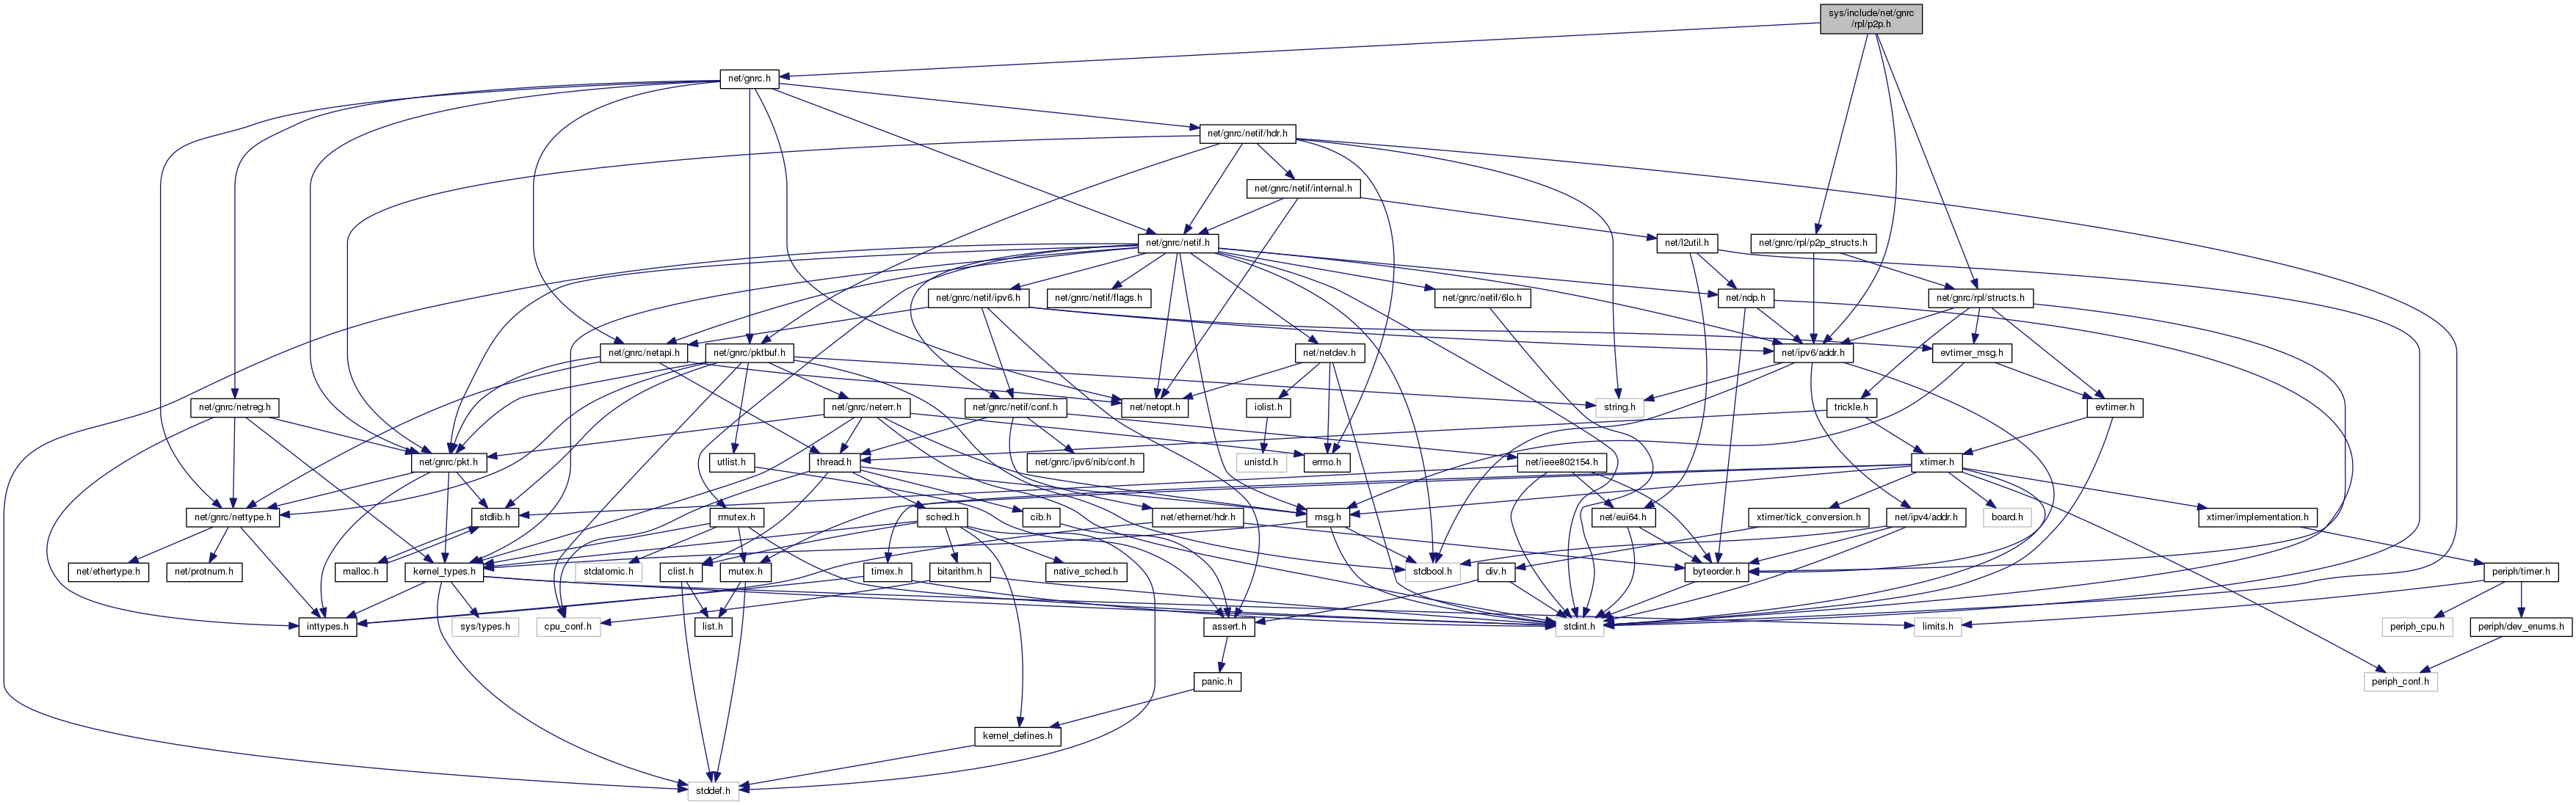 sys/include/net/gnrc
/rpl/p2p.h
net/gnrc.h
net/gnrc/netif/hdr.h
net/gnrc/netif/internal.h
net/gnrc/netif.h
net/l2util.h
net/gnrc/rpl/p2p_structs.h
net/gnrc/netif/ipv6.h
net/gnrc/netif/flags.h
net/gnrc/netif/6lo.h
net/ndp.h
net/gnrc/rpl/structs.h
net/gnrc/netapi.h
net/gnrc/pktbuf.h
net/netdev.h
net/ipv6/addr.h
evtimer_msg.h
net/gnrc/netreg.h
net/gnrc/neterr.h
net/gnrc/netif/conf.h
net/netopt.h
iolist.h
string.h
trickle.h
evtimer.h
net/gnrc/pkt.h
utlist.h
thread.h
net/gnrc/ipv6/nib/conf.h
unistd.h
errno.h
net/ieee802154.h
xtimer.h
net/gnrc/nettype.h
stdlib.h
rmutex.h
sched.h
cib.h
net/ethernet/hdr.h
msg.h
net/eui64.h
xtimer/tick_conversion.h
net/ipv4/addr.h
board.h
xtimer/implementation.h
net/ethertype.h
net/protnum.h
malloc.h
kernel_types.h
stdatomic.h
clist.h
mutex.h
timex.h
bitarithm.h
native_sched.h
stdbool.h
div.h
byteorder.h
periph/timer.h
inttypes.h
sys/types.h
cpu_conf.h
list.h
assert.h
stdint.h
limits.h
periph_cpu.h
periph/dev_enums.h
panic.h
periph_conf.h
kernel_defines.h
stddef.h